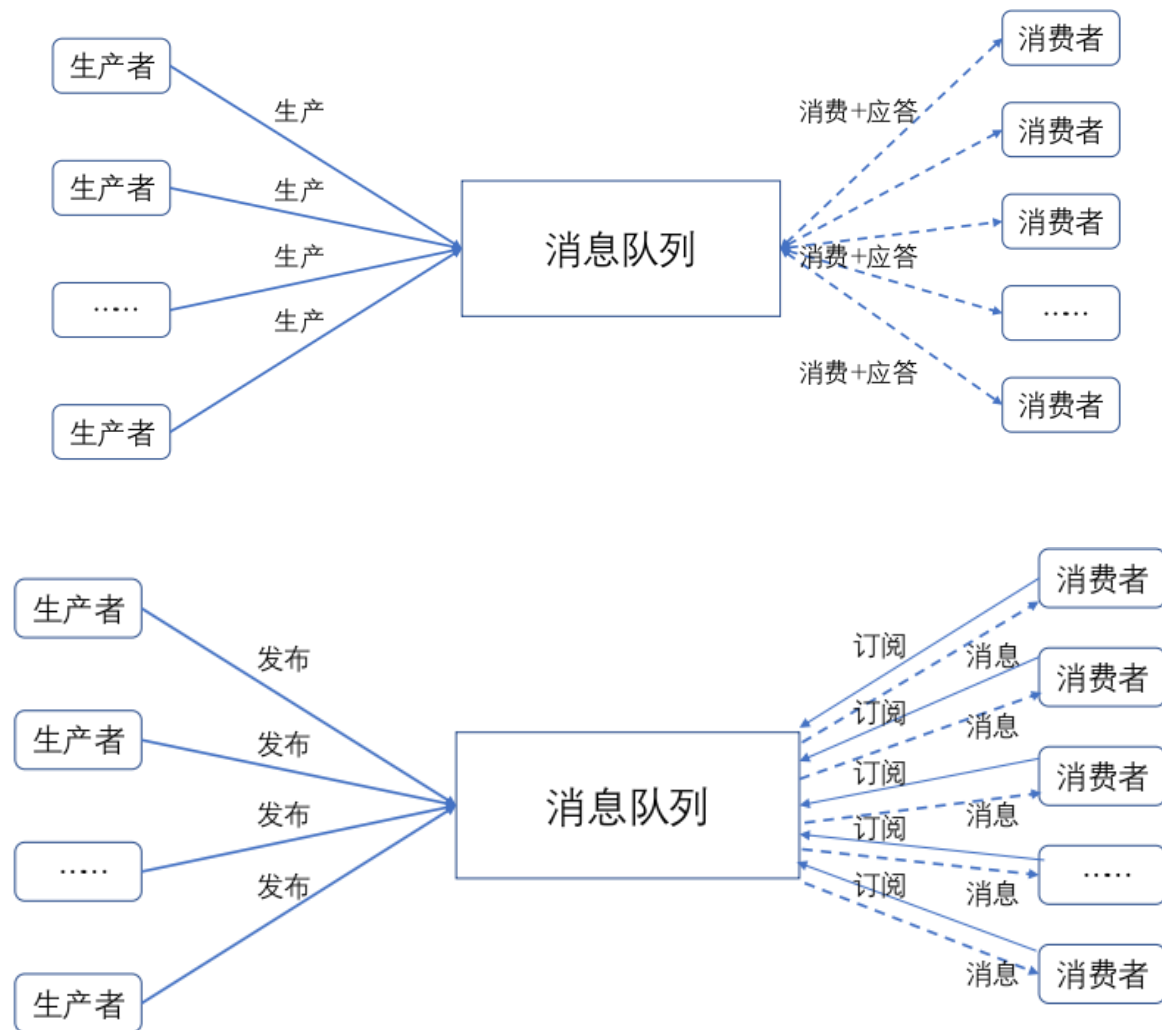 生产者
生产
生产者
生产
……
生产
生产者
生产
消息队列
消费者
消费+应答
消费者
消费者
消费+应答
……
消费+应答
消费者
生产者
发布
生产者
发布
……
发布
生产者
发布
消息队列
消费者
订阅
消息
消费者
订阅
消息
消费者
订阅
消息
订阅
……
消息
订阅
消费者
消息